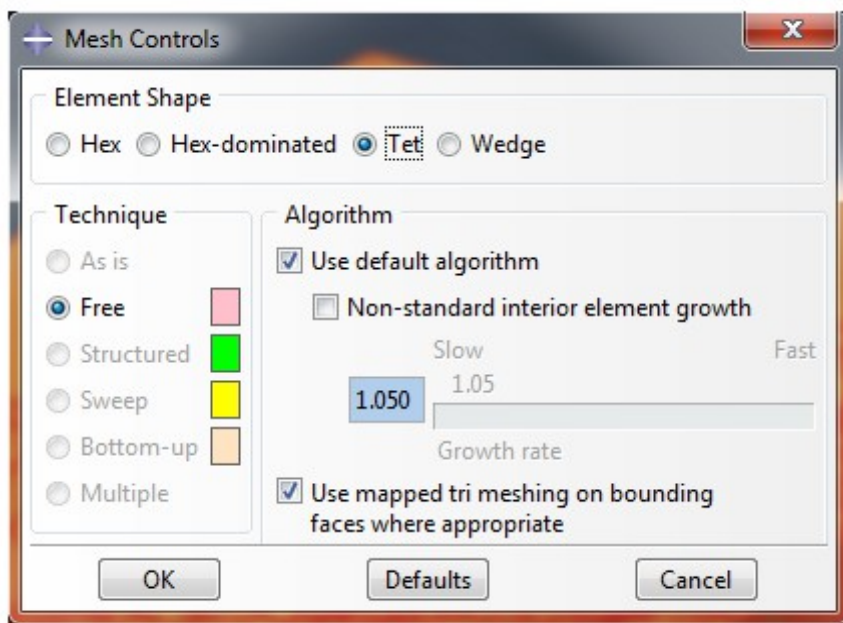 Mesh Controls
Element Shape
Hex Hex-dominated Tet Wedge
Technique
As is
Free
Structured
Sweep
Bottom-up
Multiple
Algorithm
Use default algorithm
Non-standard interior element growth
Slow Fast
1.050 1.05
Growth rate
Use mapped tri meshing on bounding
faces where appropriate
OK Defaults Cancel